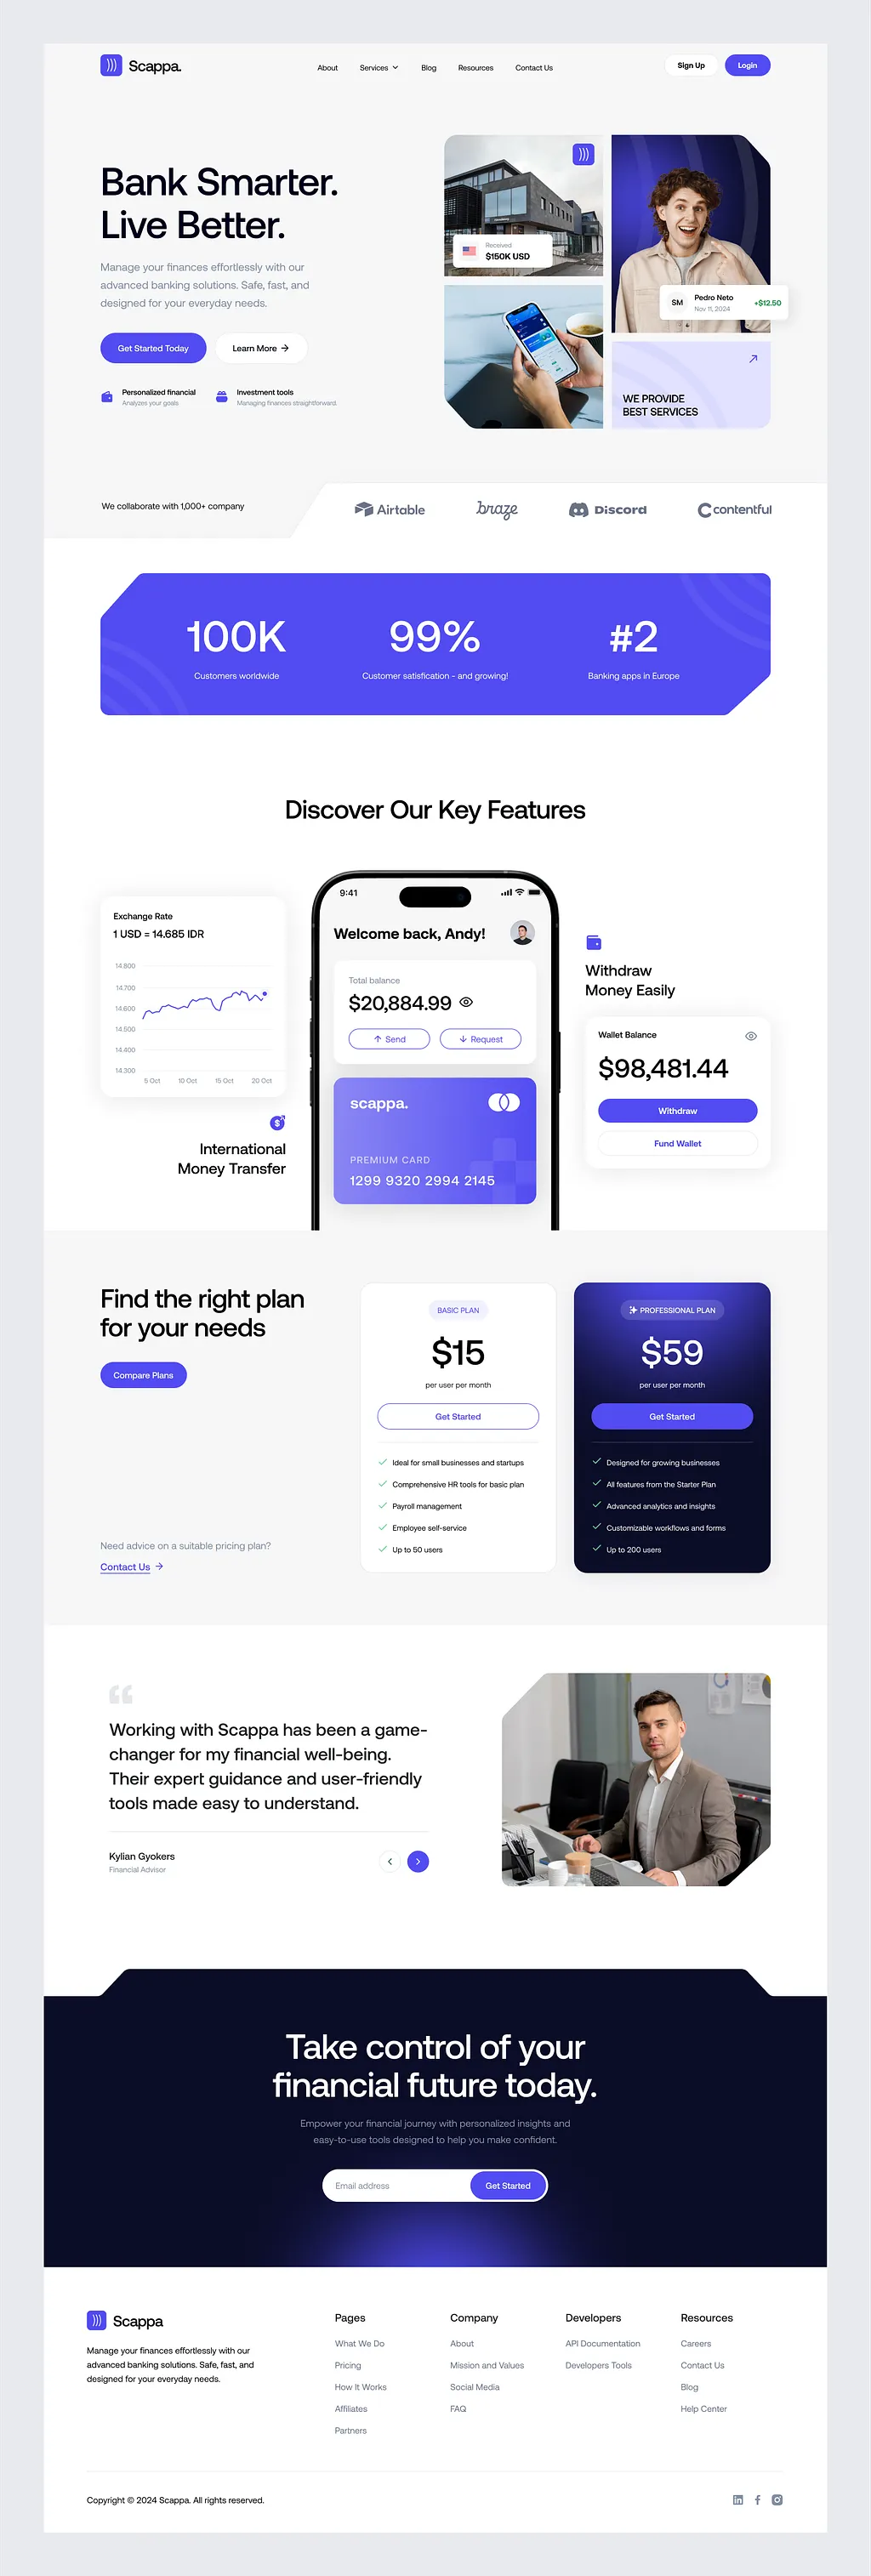 Scappa.
About
Services
Blog
Resources
Contact Us
Sign Up
Login
Bank Smarter.
Live Better.
Manage your finances effortlessly with our
advanced banking solutions. Safe, fast, and
designed for your everyday needs.
Get Started Today
Learn More
Personalized financial
Analyzes your goals
Investment tools
Managing finances straightforward.
Received
$150K USD
SM
Pedro Neto
Nov 11, 2024
+$12.50
WE PROVIDE
BEST SERVICES
We collaborate with 1,000+ company
Airtable
braze
Discord
contentful
100K
Customers worldwide
99%
Customer satisfication - and growing!
#2
Banking apps in Europe
Discover Our Key Features
Exchange Rate
1 USD = 14.685 IDR
14.800
14.700
14.600
14.500
14.400
14.300
5 Oct
10 Oct
15 Oct
20 Oct
International
Money Transfer
9:41
Welcome back, Andy!
Total balance
$20,884.99
Send
Request
scappa.
PREMIUM CARD
1299 9320 2994 2145
Withdraw
Money Easily
Wallet Balance
$98,481.44
Withdraw
Fund Wallet
Find the right plan
for your needs
Compare Plans
Need advice on a suitable pricing plan?
Contact Us
BASIC PLAN
$15
per user per month
Get Started
Ideal for small businesses and startups
Comprehensive HR tools for basic plan
Payroll management
Employee self-service
Up to 50 users
PROFESSIONAL PLAN
$59
per user per month
Get Started
Designed for growing businesses
All features from the Starter Plan
Advanced analytics and insights
Customizable workflows and forms
Up to 200 users
Working with Scappa has been a game-
changer for my financial well-being.
Their expert guidance and user-friendly
tools made easy to understand.
Kylian Gyokers
Financial Advisor
Take control of your
financial future today.
Empower your financial journey with personalized insights and
easy-to-use tools designed to help you make confident.
Email address
Get Started
Scappa
Manage your finances effortlessly with our
advanced banking solutions. Safe, fast, and
designed for your everyday needs.
Pages
What We Do
Pricing
How It Works
Affiliates
Partners
Company
About
Mission and Values
Social Media
FAQ
Developers
API Documentation
Developers Tools
Resources
Careers
Contact Us
Blog
Help Center
Copyright © 2024 Scappa. All rights reserved.